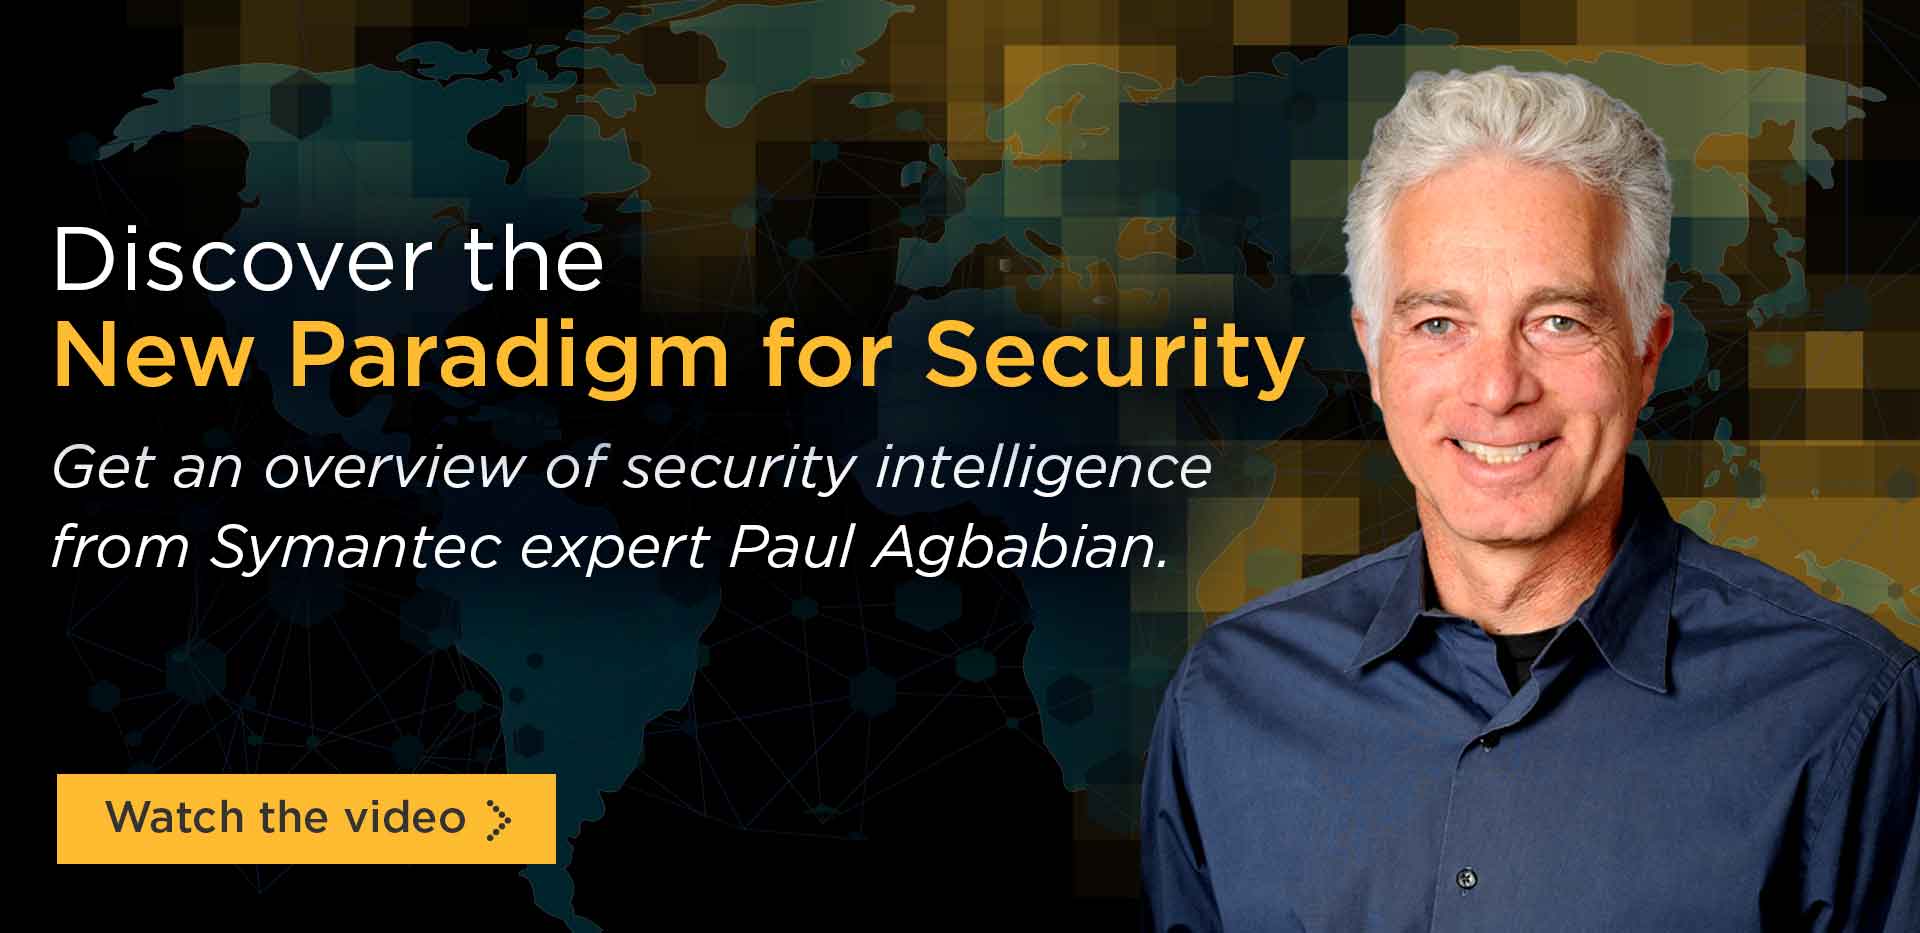 Discover the
New Paradigm for Security
Get an overview of security intelligence
from Symantec expert Paul Agbabian.
Watch the video